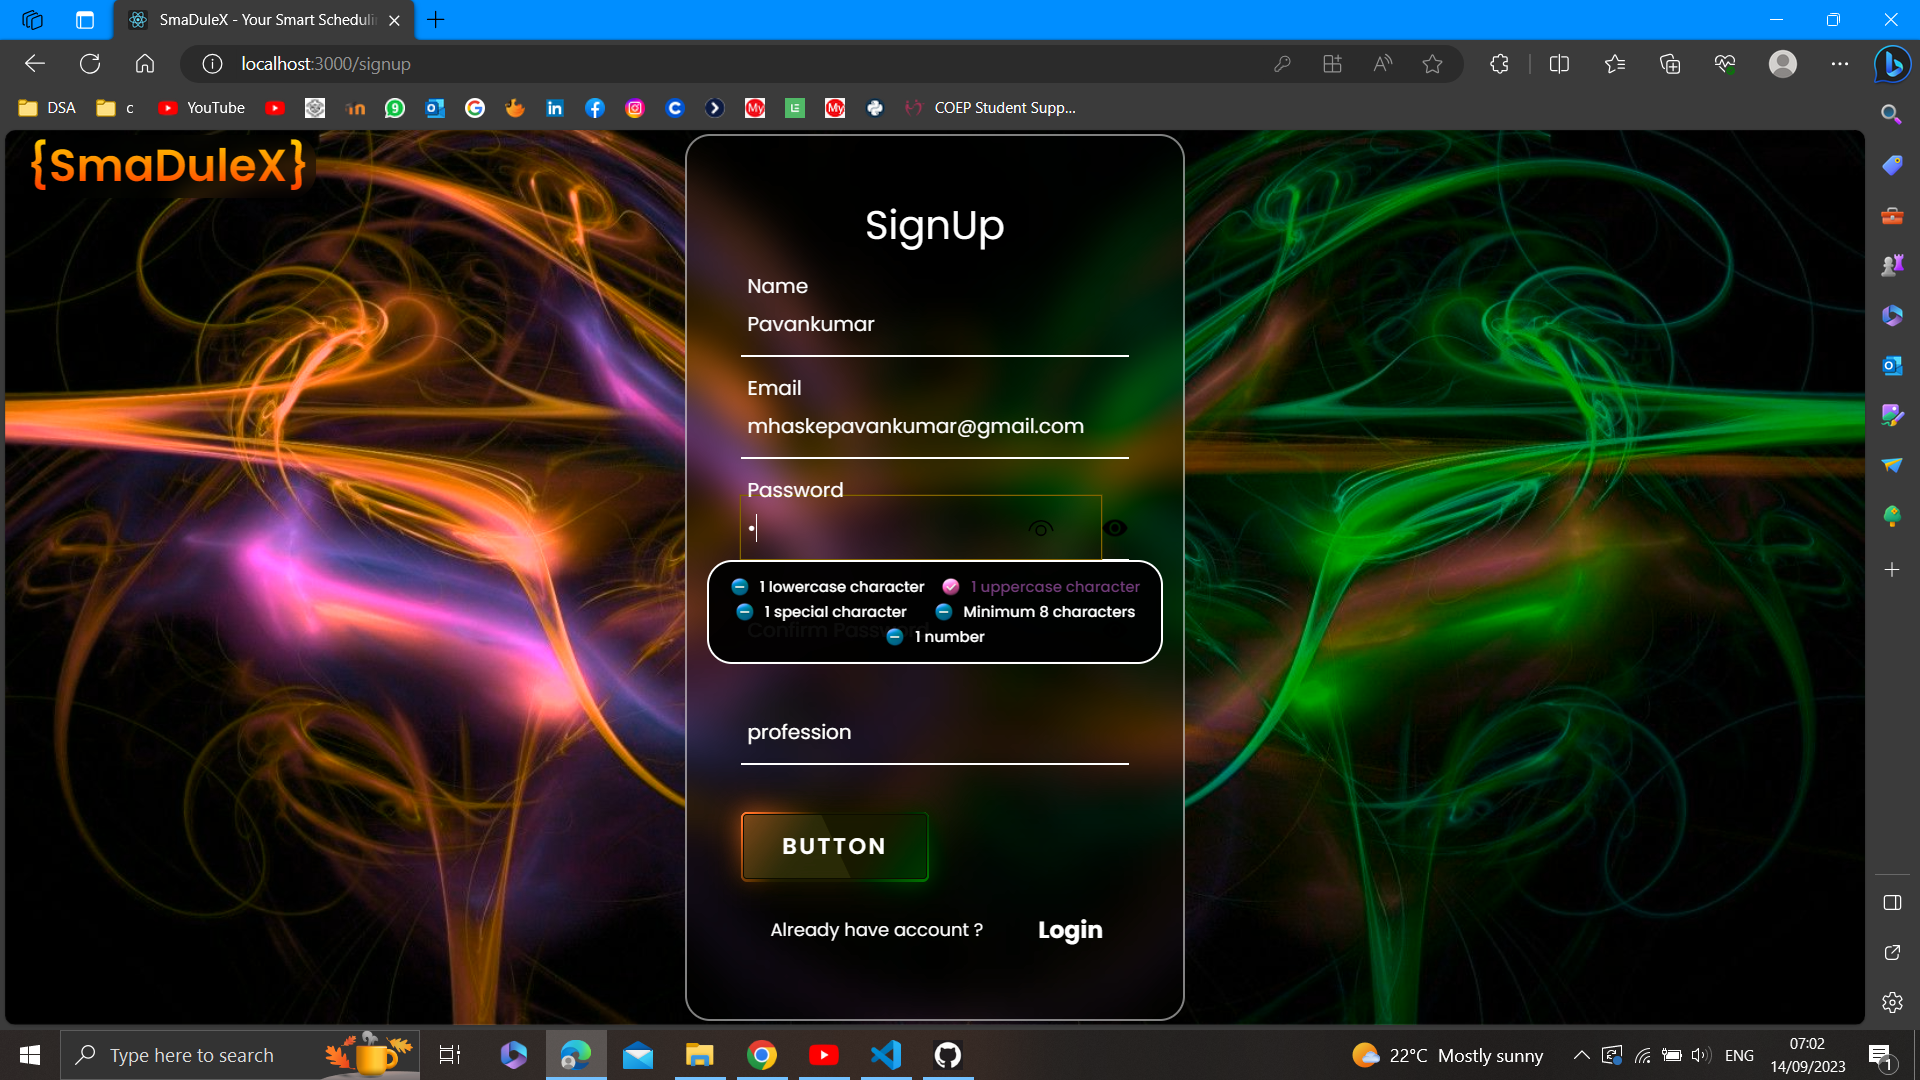 SmaDuleX - Your Smart Schedulin
localhost:3000/signup
DSA
c
YouTube
COEP Student Supp...
{SmaDuleX}
SignUp
Name
Pavankumar
Email
mhaskepavankumar@gmail.com
Password
1 lowercase character
1 uppercase character
1 special character
Minimum 8 characters
Confirm Password
1 number
profession
BUTTON
Already have account ?
Login
Type here to search
22°C Mostly sunny
ENG
07:02
14/09/2023
1